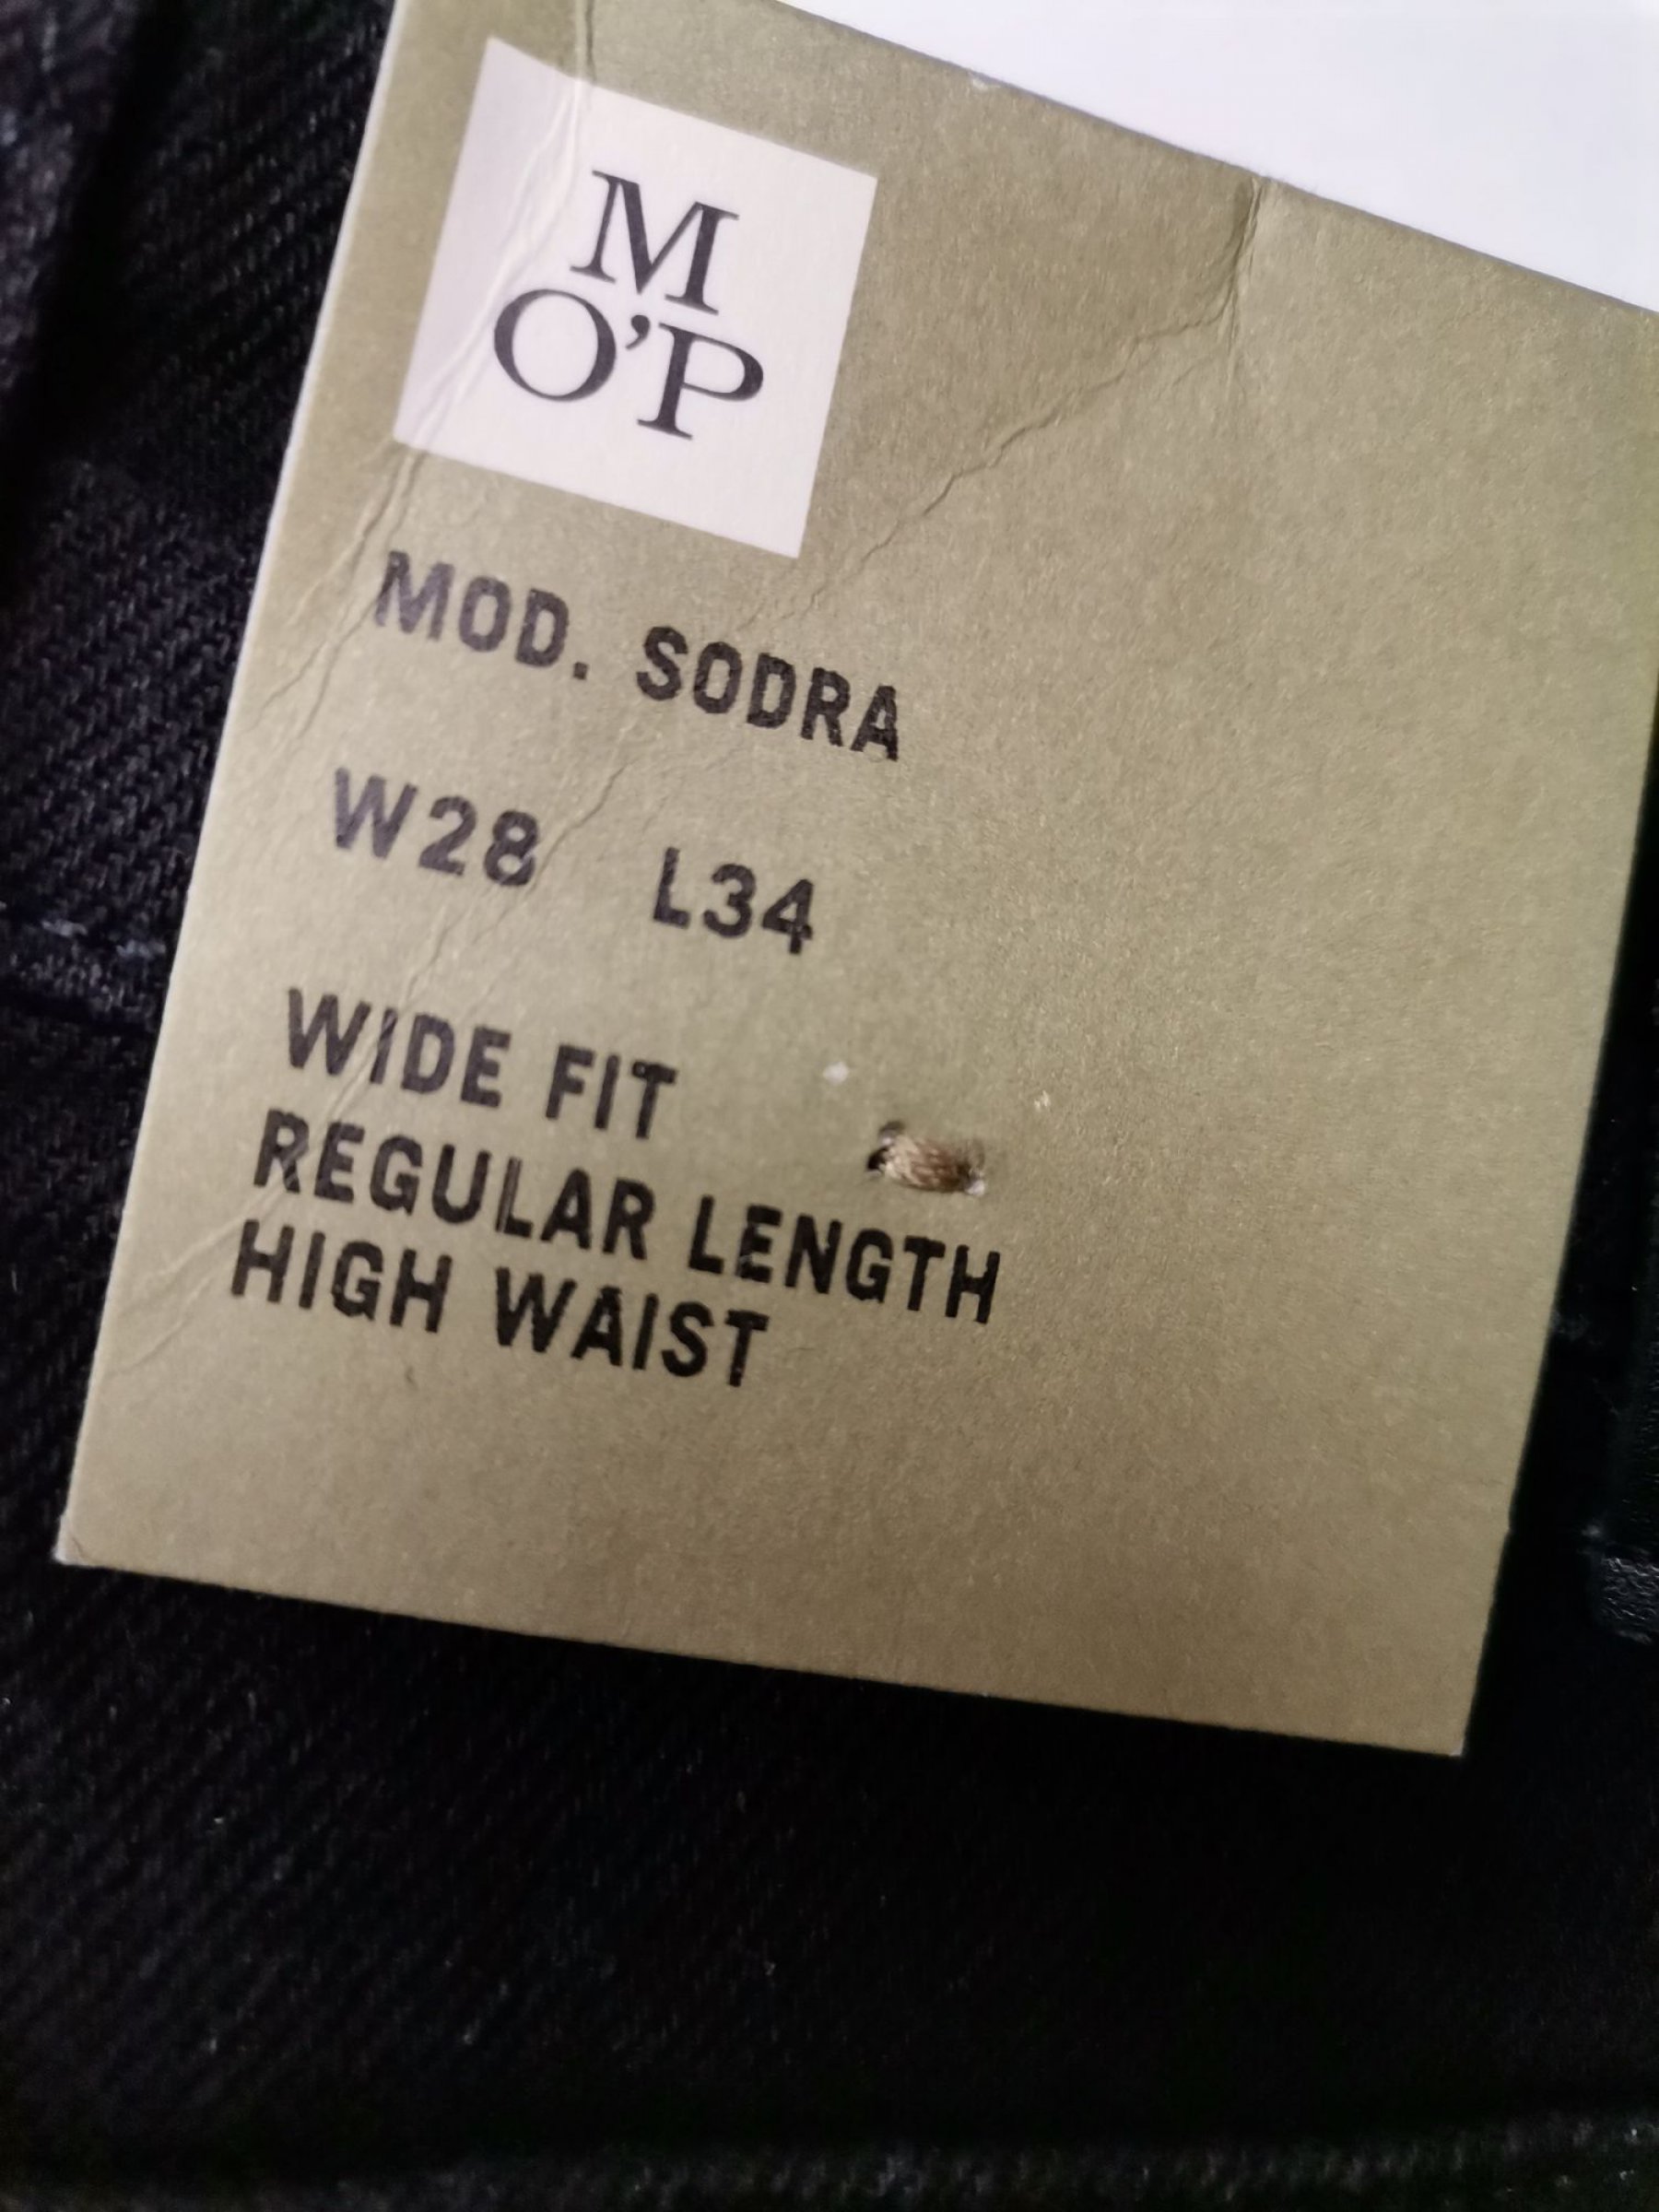 M
O'P
MOD. SODRA
W28 L34
WIDE FIT
REGULAR LENGTH
HIGH WAIST